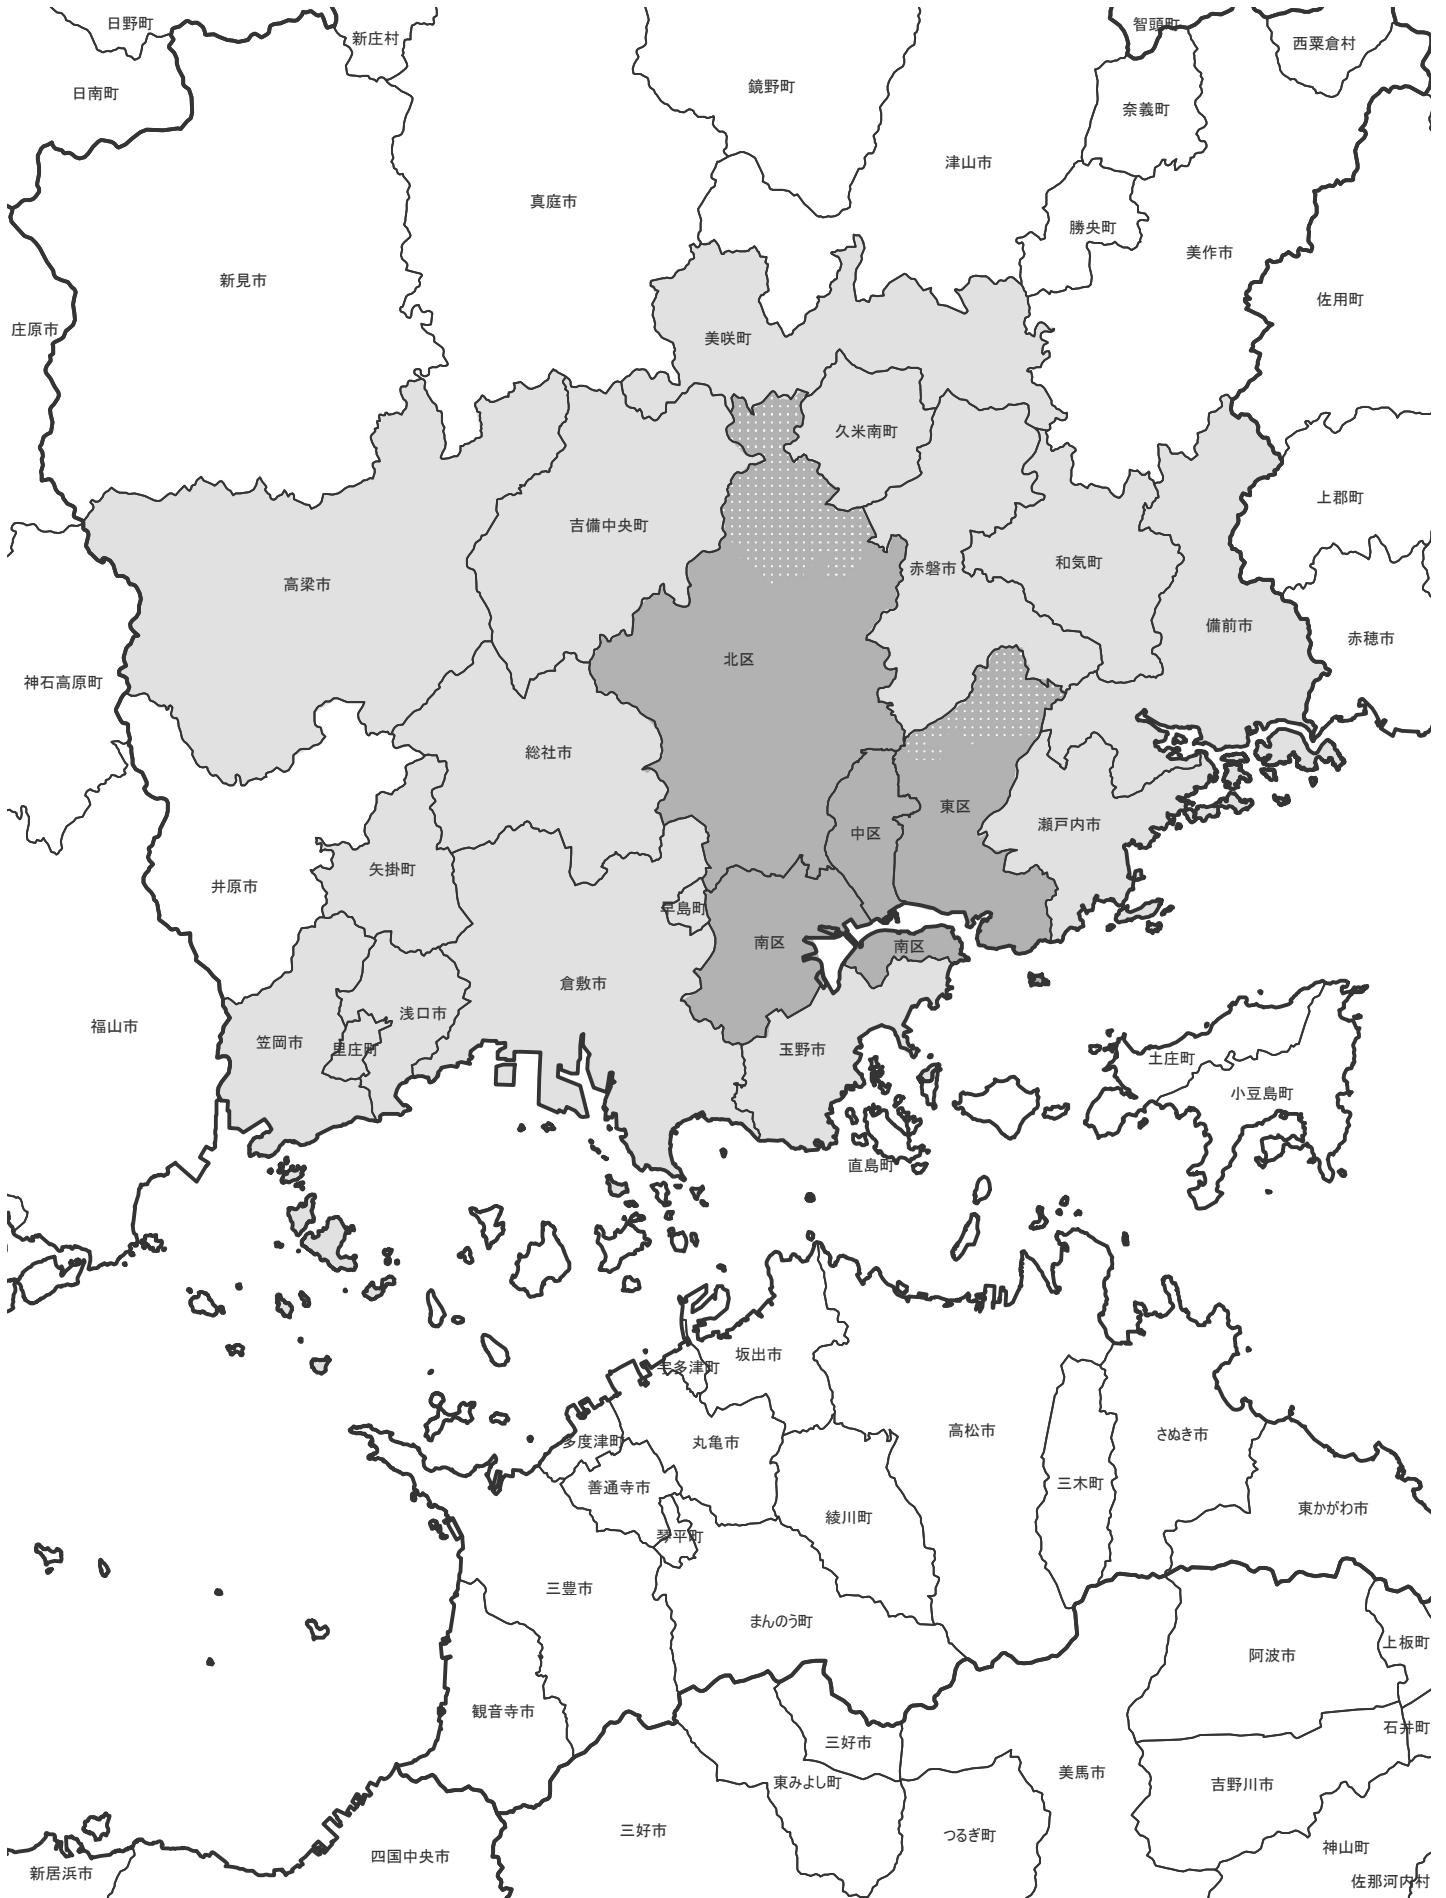 日野町
智頭町
新庄村
西粟倉村
鏡野町
日南町
奈義町
津山市
真庭市
勝央町
美作市
新見市
佐用町
庄原市
美咲町
久米南町
上郡町
吉備中央町
和気町
赤磐市
高梁市
備前市
赤穂市
北区
神石高原町
総社市
東区
瀬戸内市
中区
矢掛町
井原市
早島町
南区
南区
倉敷市
浅口市
福山市
笠岡市
里庄町
玉野市
土庄町
小豆島町
直島町
坂出市
宇多津町
高松市
さぬき市
多度津町
丸亀市
三木町
善通寺市
東かがわ市
綾川町
琴平町
三豊市
まんのう町
上板町
阿波市
観音寺市
石井町
三好市
美馬市
東みよし町
吉野川市
三好市
つるぎ町
神山町
四国中央市
新居浜市
佐那河内村